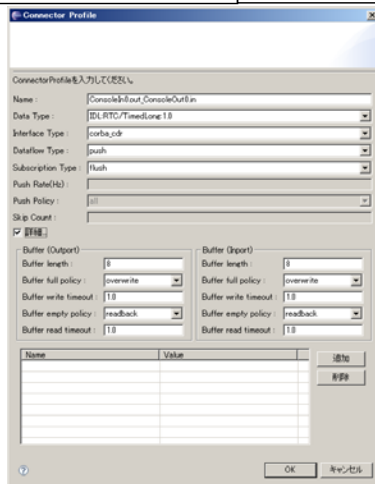 Connector Profile
ConnectorProfileを入力してください。
Name : ConsoleIn0.out_ConsoleOut0.in
Data Type : IDL:RTC/TimedLong:1.0
Interface Type : corba_cdr
Dataflow Type : push
Subscription Type : flush
Push Rate(Hz) :
Push Policy : all
Skip Count :
詳細...
Buffer (Outport) Buffer (Inport)
Buffer length : 8 Buffer length : 8
Buffer full policy : overwrite Buffer full policy : overwrite
Buffer write timeout : 1.0 Buffer write timeout : 1.0
Buffer empty policy : readback Buffer empty policy : readback
Buffer read timeout : 1.0 Buffer read timeout : 1.0
Name Value 追加
削除
OK キャンセル